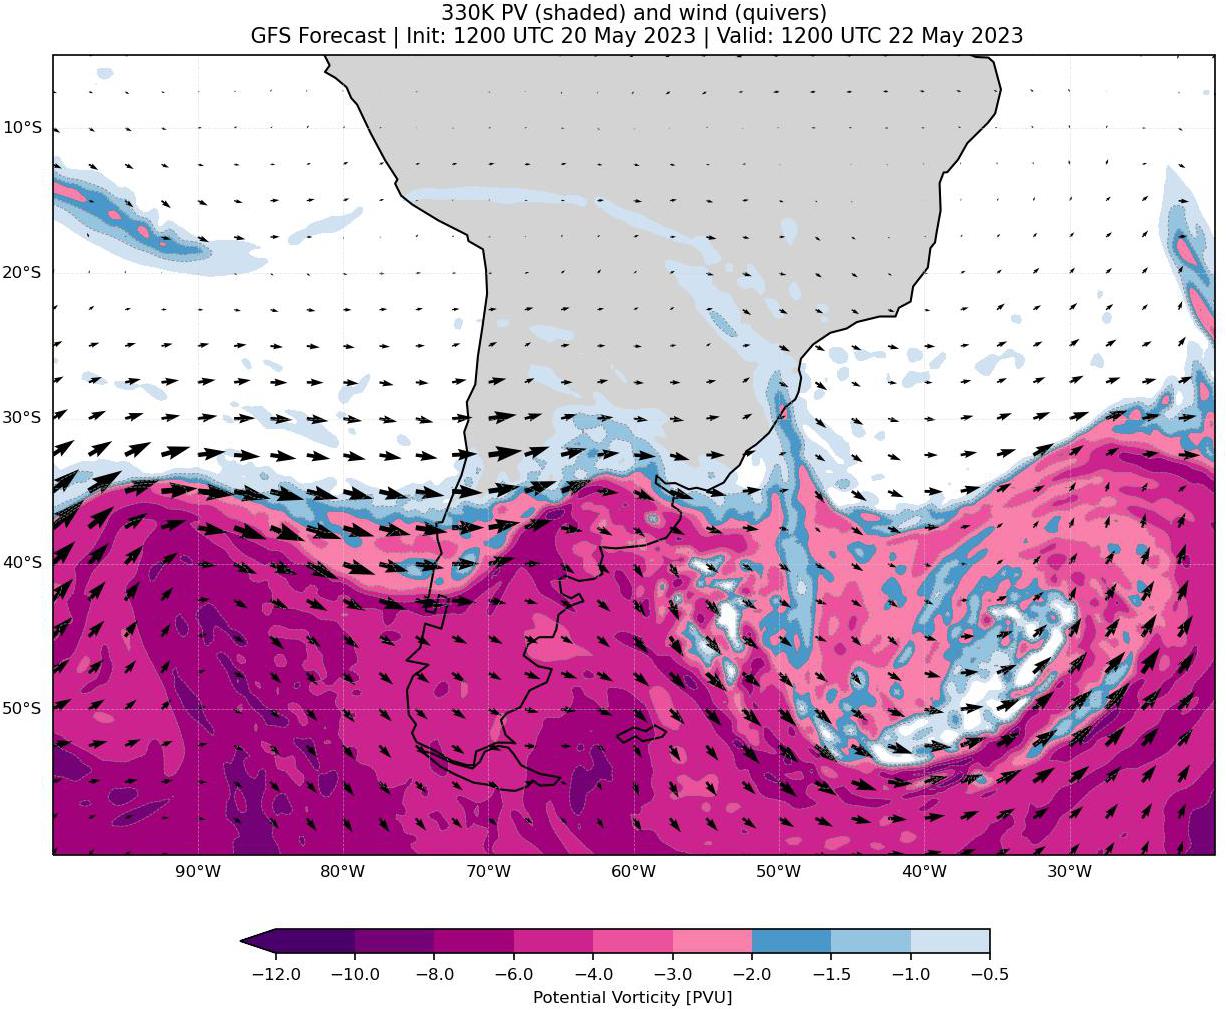 330K PV (shaded) and wind (quivers)
GFS Forecast | Init: 1200 UTC 20 May 2023 | Valid: 1200 UTC 22 May 2023
10°S
20°S
30°S
40°S
50°S
90°W 80°W 70°W 60°W 50°W 40°W 30°W
−12.0 −10.0 −8.0 −6.0 −4.0 −3.0 −2.0 −1.5 −1.0 −0.5
Potential Vorticity [PVU]